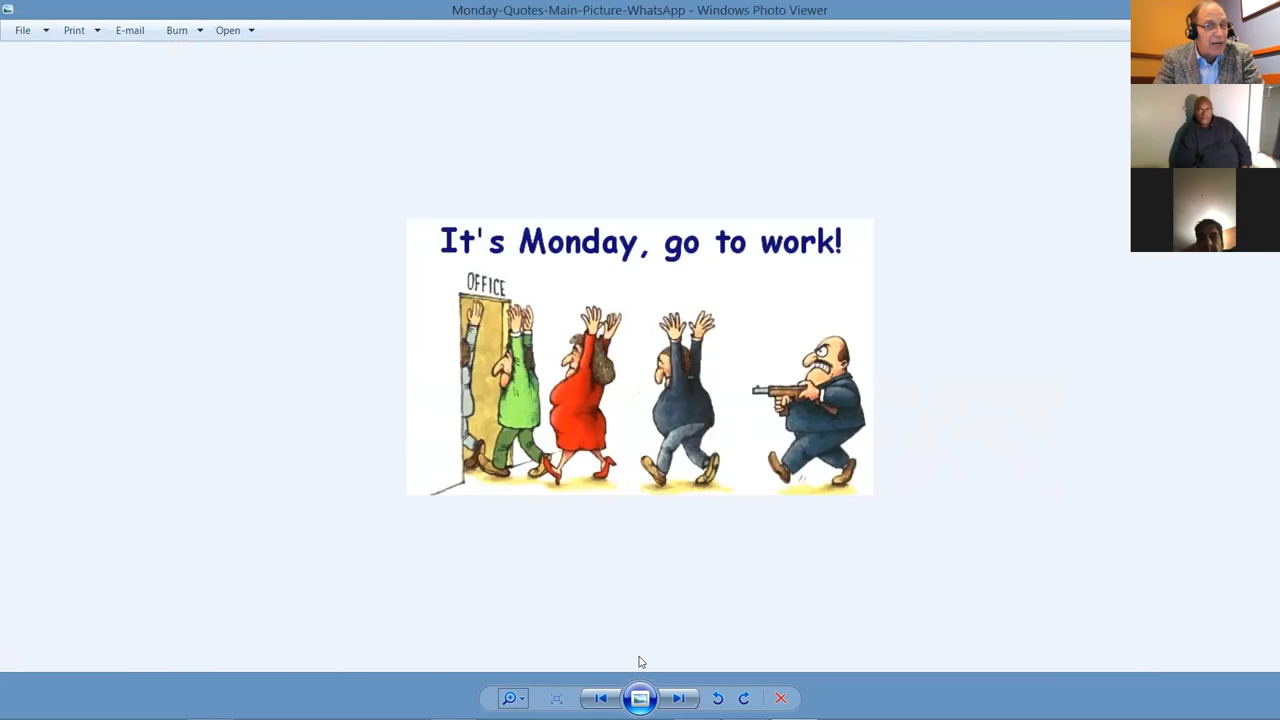 Monday-Quotes-Main-Picture-WhatsApp - Windows Photo Viewer
File Print E-mail Burn Open
It's Monday, go to work!
OFFICE